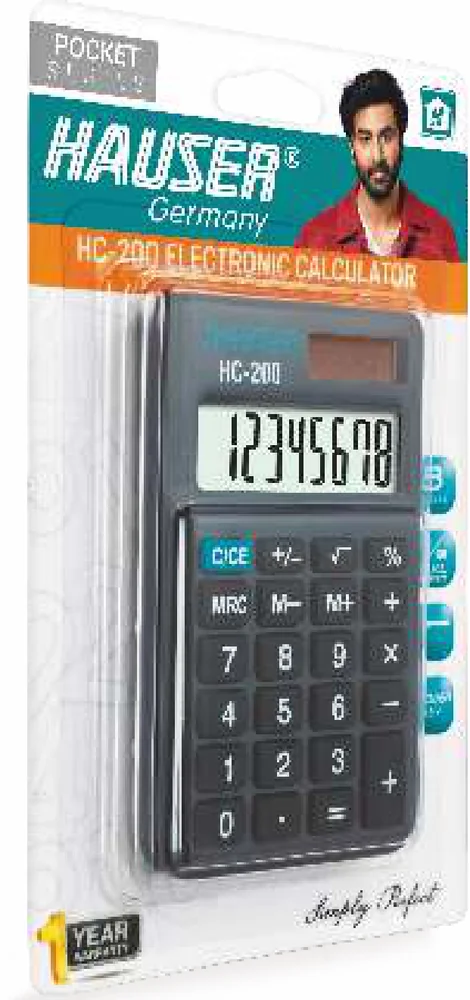 POCKET
HAUSER®
Germany
HC-200 ELECTRONIC CALCULATOR
HC-200
12345678
C/CE +/− √ %
MRC M− M+ ÷
7 8 9 ×
4 5 6 −
1 2 3 +
0 . =
Simply Perfect
1 YEAR
WARRANTY